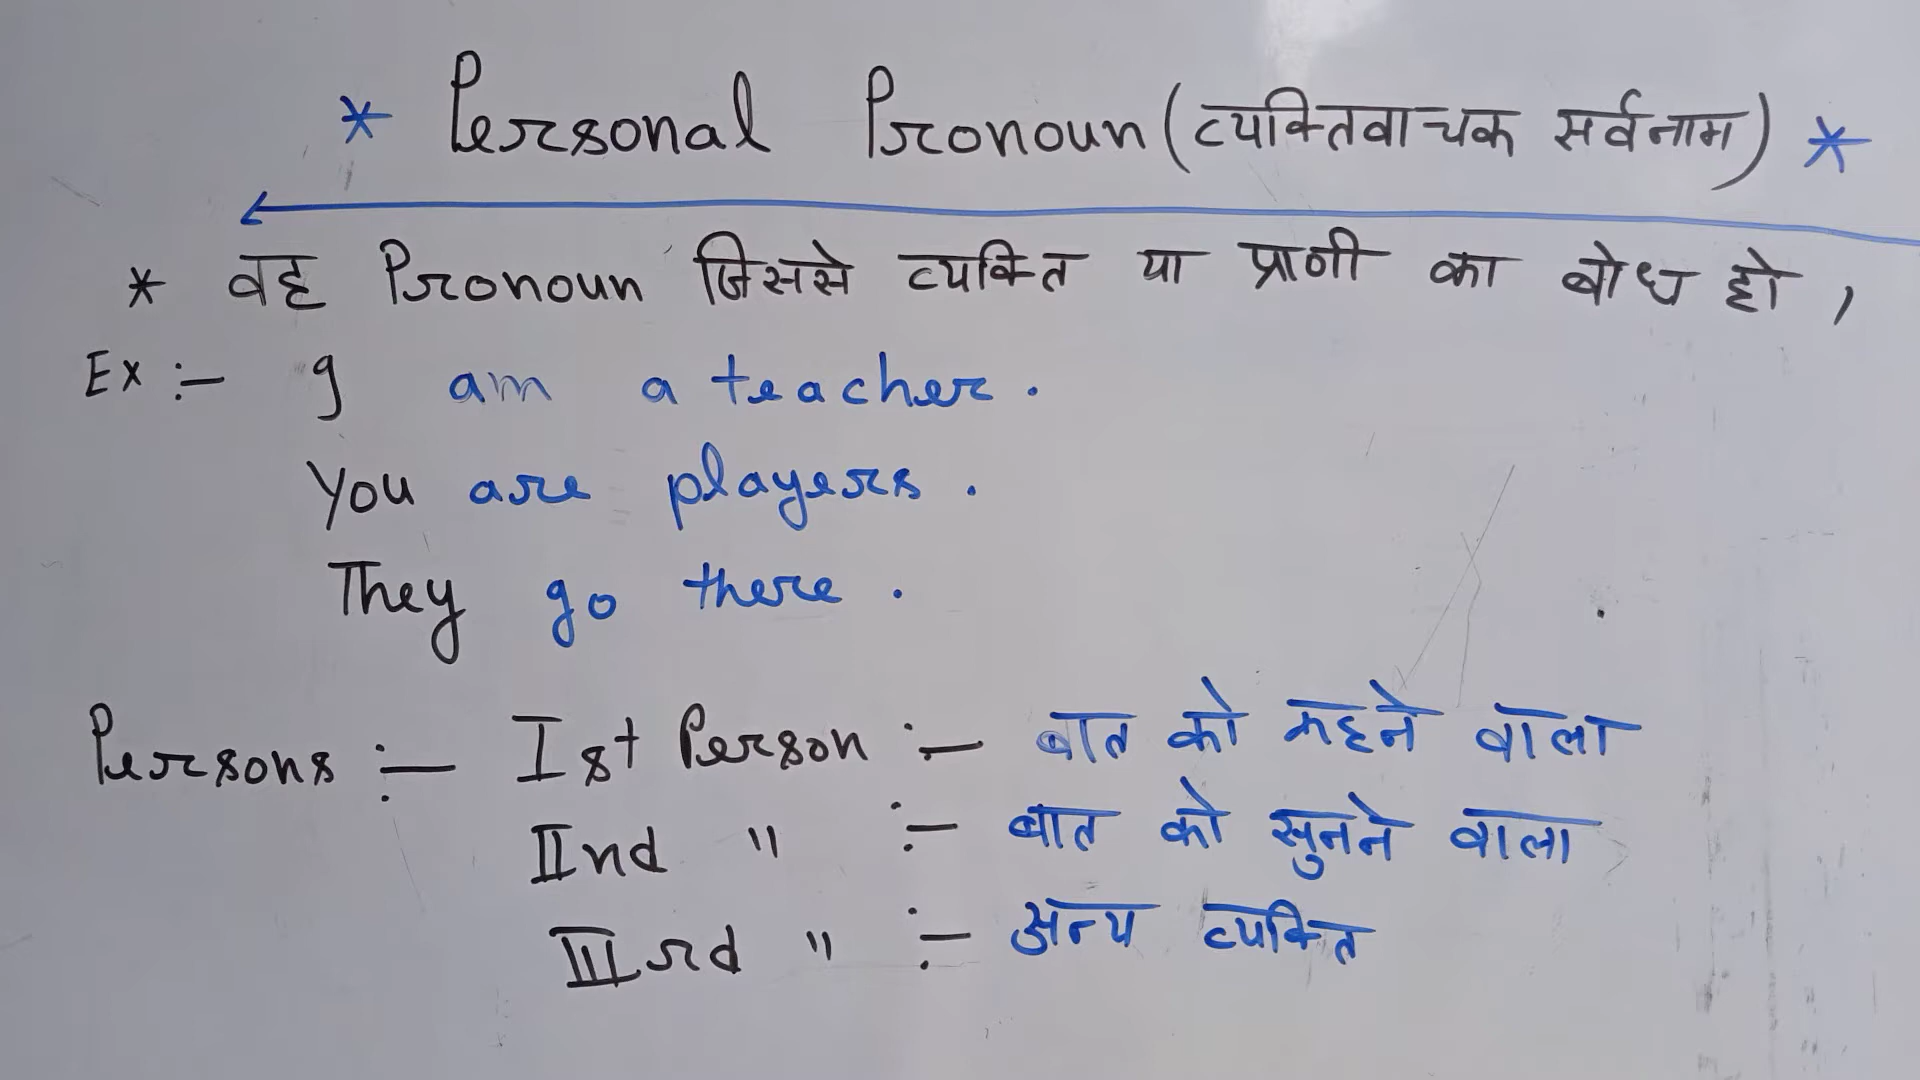 * Personal Pronoun (व्यक्तिवाचक सर्वनाम) *
* वह Pronoun जिससे व्यक्ति या प्राणी का बोध हो ,
Ex :- I am a teacher .
You are players .
They go there .
Persons :- Ist Person :- बात को कहने वाला
IInd " :- बात को सुनने वाला
IIIrd " :- अन्य व्यक्ति